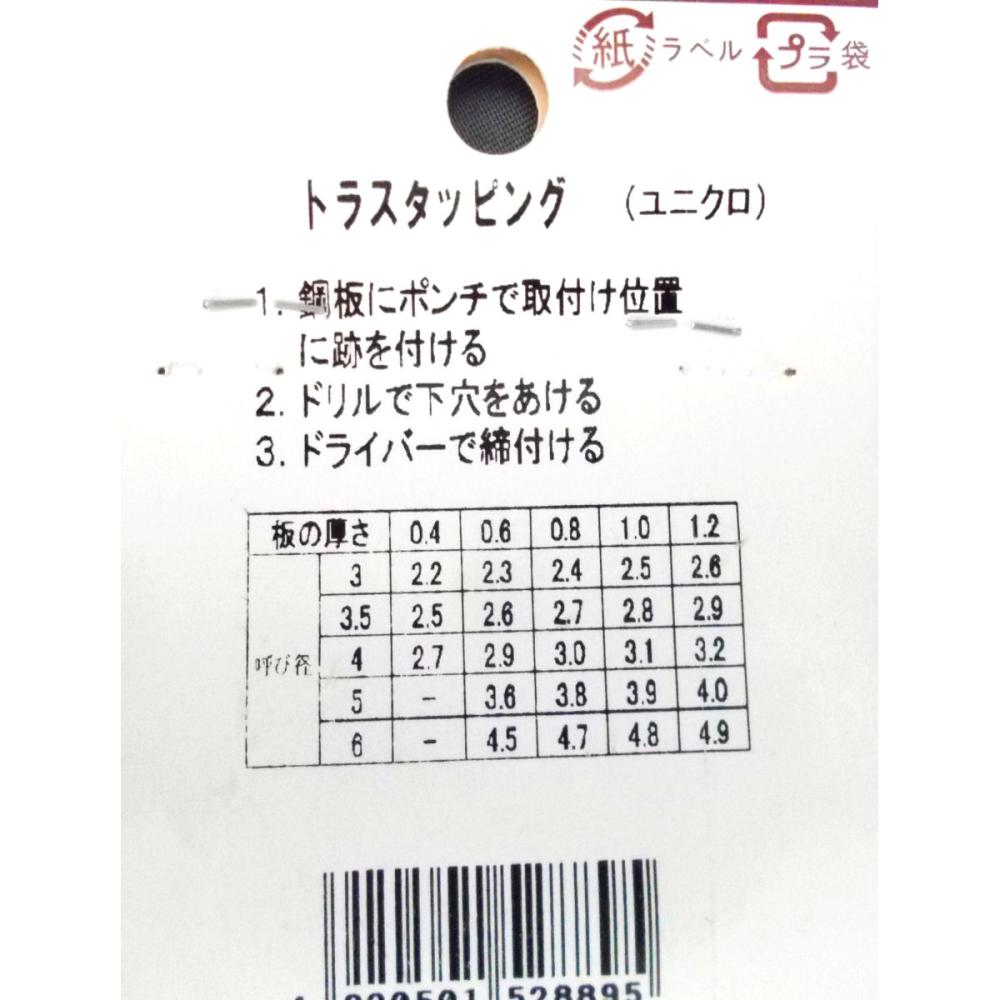 紙 ラベル プラ 袋
トラスタッピング (ユニクロ)
1. 鋼板にポンチで取付け位置
に跡を付ける
2. ドリルで下穴をあける
3. ドライバーで締付ける
板の厚さ 0.4 0.6 0.8 1.0 1.2
3 2.2 2.3 2.4 2.5 2.6
3.5 2.5 2.6 2.7 2.8 2.9
呼び径 4 2.7 2.9 3.0 3.1 3.2
5 - 3.6 3.8 3.9 4.0
6 - 4.5 4.7 4.8 4.9
528895